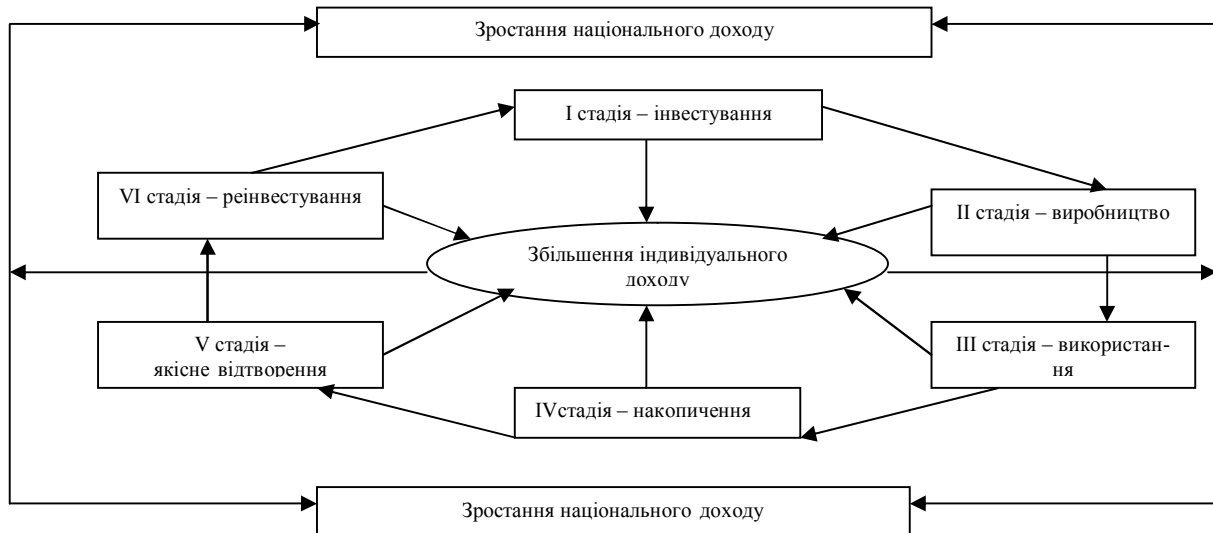 Зростання національного доходу
I стадія – інвестування
VI стадія – реінвестування
II стадія – виробництво
Збільшення індивідуального
доходу
V стадія –
якісне відтворення
III стадія – використан-
ня
IVстадія – накопичення
Зростання національного доходу